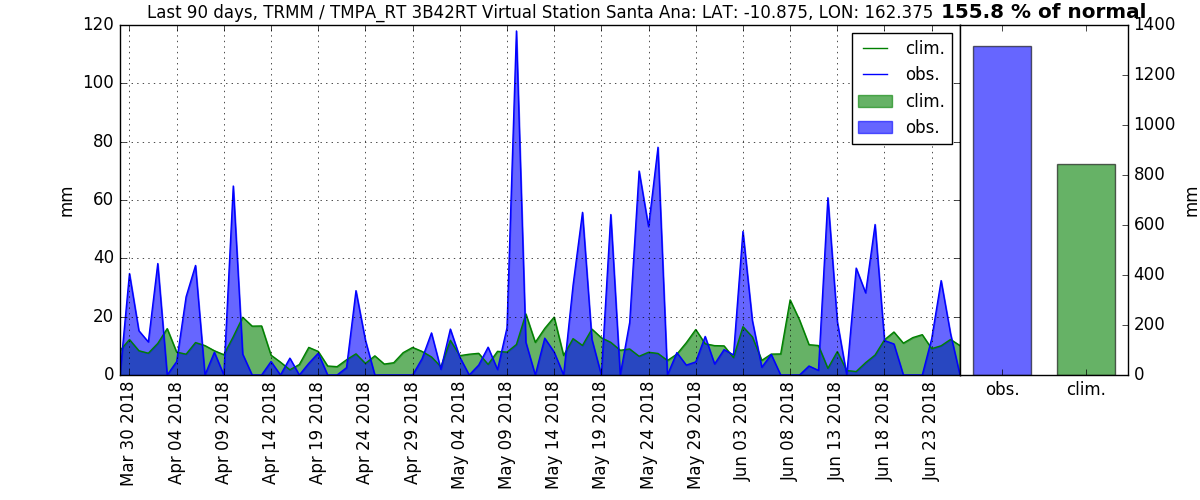 Last 90 days, TRMM / TMPA_RT 3B42RT Virtual Station Santa Ana: LAT: -10.875, LON: 162.375 155.8 % of normal
120
100
80
60
40
20
0
mm
clim.
obs.
clim.
obs.
1400
1200
1000
800
600
400
200
0
mm
obs.
clim.
Mar 30 2018
Apr 04 2018
Apr 09 2018
Apr 14 2018
Apr 19 2018
Apr 24 2018
Apr 29 2018
May 04 2018
May 09 2018
May 14 2018
May 19 2018
May 24 2018
May 29 2018
Jun 03 2018
Jun 08 2018
Jun 13 2018
Jun 18 2018
Jun 23 2018